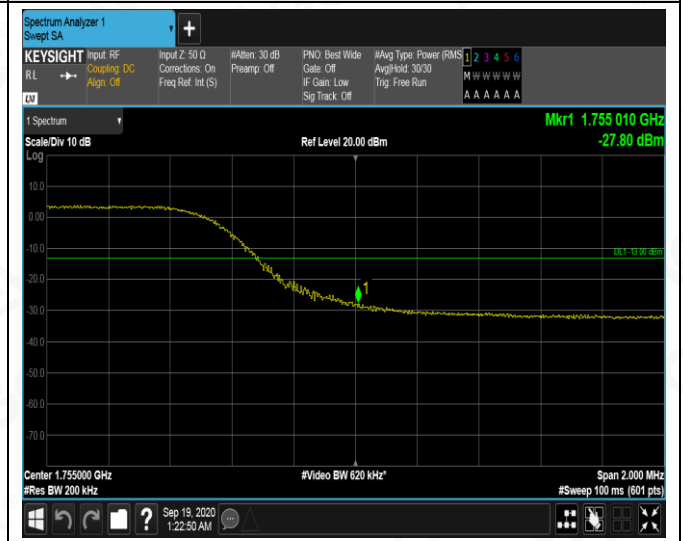 Spectrum Analyzer 1
Swept SA
+
KEYSIGHT
R L
LXI
Input: RF
Coupling: DC
Align: Off
Input Z: 50 Ω
Corrections: On
Freq Ref: Int (S)
#Atten: 30 dB
Preamp: Off
PNO: Best Wide
Gate: Off
IF Gain: Low
Sig Track: Off
#Avg Type: Power (RMS
Avg|Hold: 30/30
Trig: Free Run
1 2 3 4 5 6
M W W W W W
A A A A A A
1 Spectrum
Scale/Div 10 dB
Log
Ref Level 20.00 dBm
Mkr1 1.755 010 GHz
-27.80 dBm
10.0
0.00
-10.0
-20.0
-30.0
-40.0
-50.0
-60.0
-70.0
DL1 -13.00 dBm
1
Center 1.755000 GHz
#Res BW 200 kHz
#Video BW 620 kHz*
Span 2.000 MHz
#Sweep 100 ms (601 pts)
?
Sep 19, 2020
1:22:50 AM